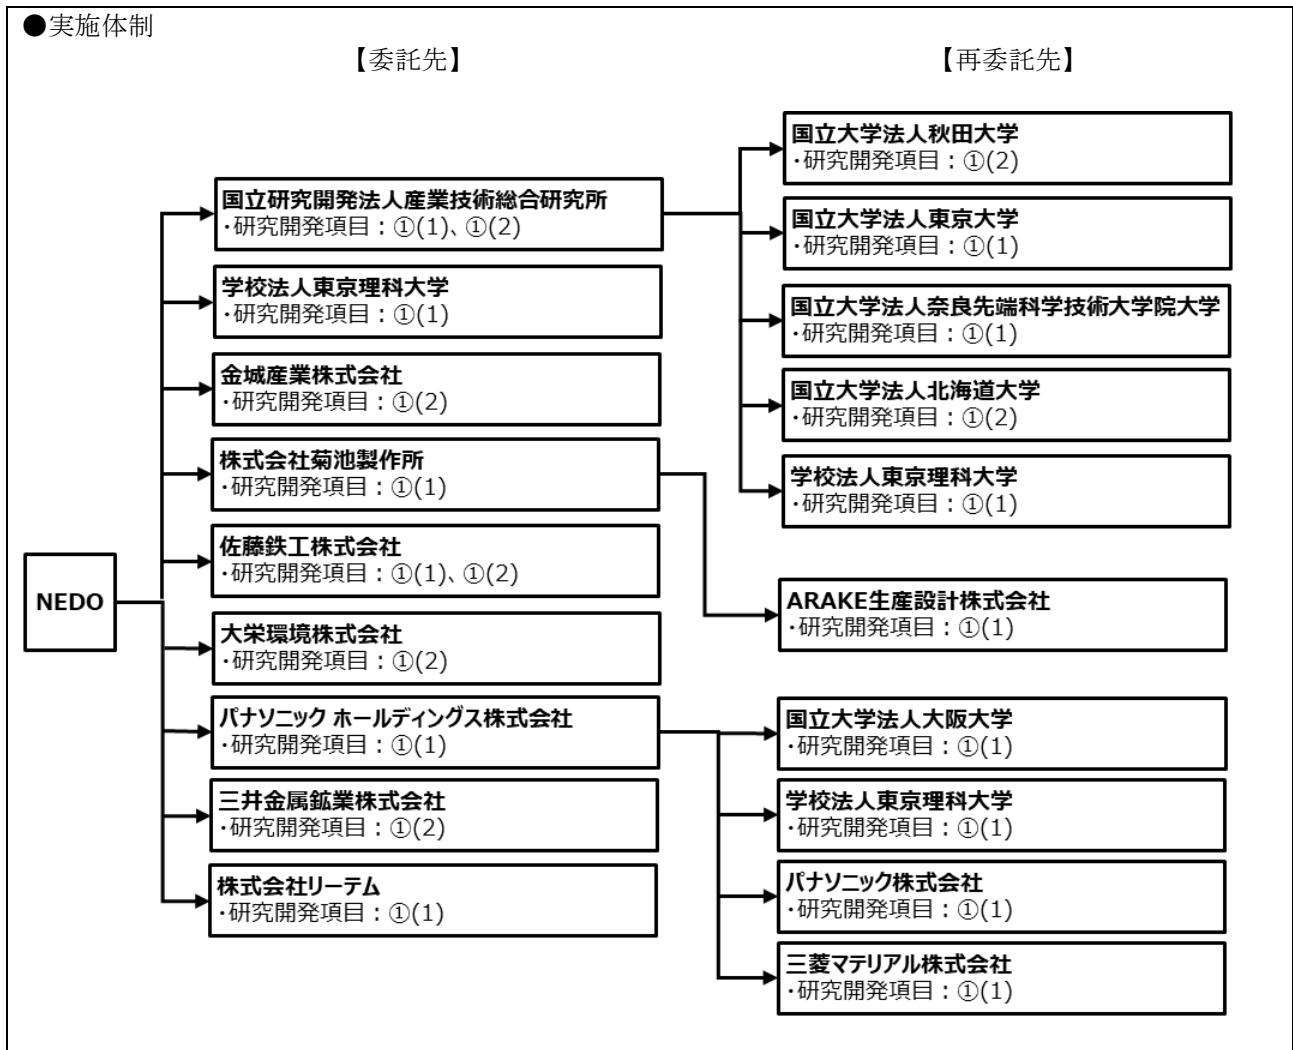 ●実施体制
【委託先】
【再委託先】
NEDO
国立研究開発法人産業技術総合研究所
・研究開発項目：①(1)、①(2)
学校法人東京理科大学
・研究開発項目：①(1)
金城産業株式会社
・研究開発項目：①(2)
株式会社菊池製作所
・研究開発項目：①(1)
佐藤鉄工株式会社
・研究開発項目：①(1)、①(2)
大栄環境株式会社
・研究開発項目：①(2)
パナソニック ホールディングス株式会社
・研究開発項目：①(1)
三井金属鉱業株式会社
・研究開発項目：①(2)
株式会社リーテム
・研究開発項目：①(1)
国立大学法人秋田大学
・研究開発項目：①(2)
国立大学法人東京大学
・研究開発項目：①(1)
国立大学法人奈良先端科学技術大学院大学
・研究開発項目：①(1)
国立大学法人北海道大学
・研究開発項目：①(2)
学校法人東京理科大学
・研究開発項目：①(1)
ARAKE生産設計株式会社
・研究開発項目：①(1)
国立大学法人大阪大学
・研究開発項目：①(1)
学校法人東京理科大学
・研究開発項目：①(1)
パナソニック株式会社
・研究開発項目：①(1)
三菱マテリアル株式会社
・研究開発項目：①(1)